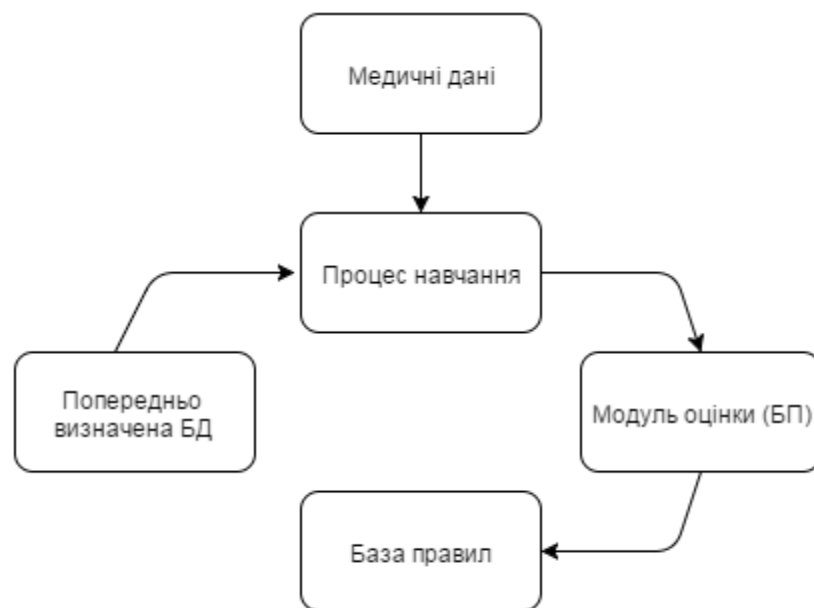 Медичні дані
Процес навчання
Попередньо
визначена БД
Модуль оцінки (БП)
База правил